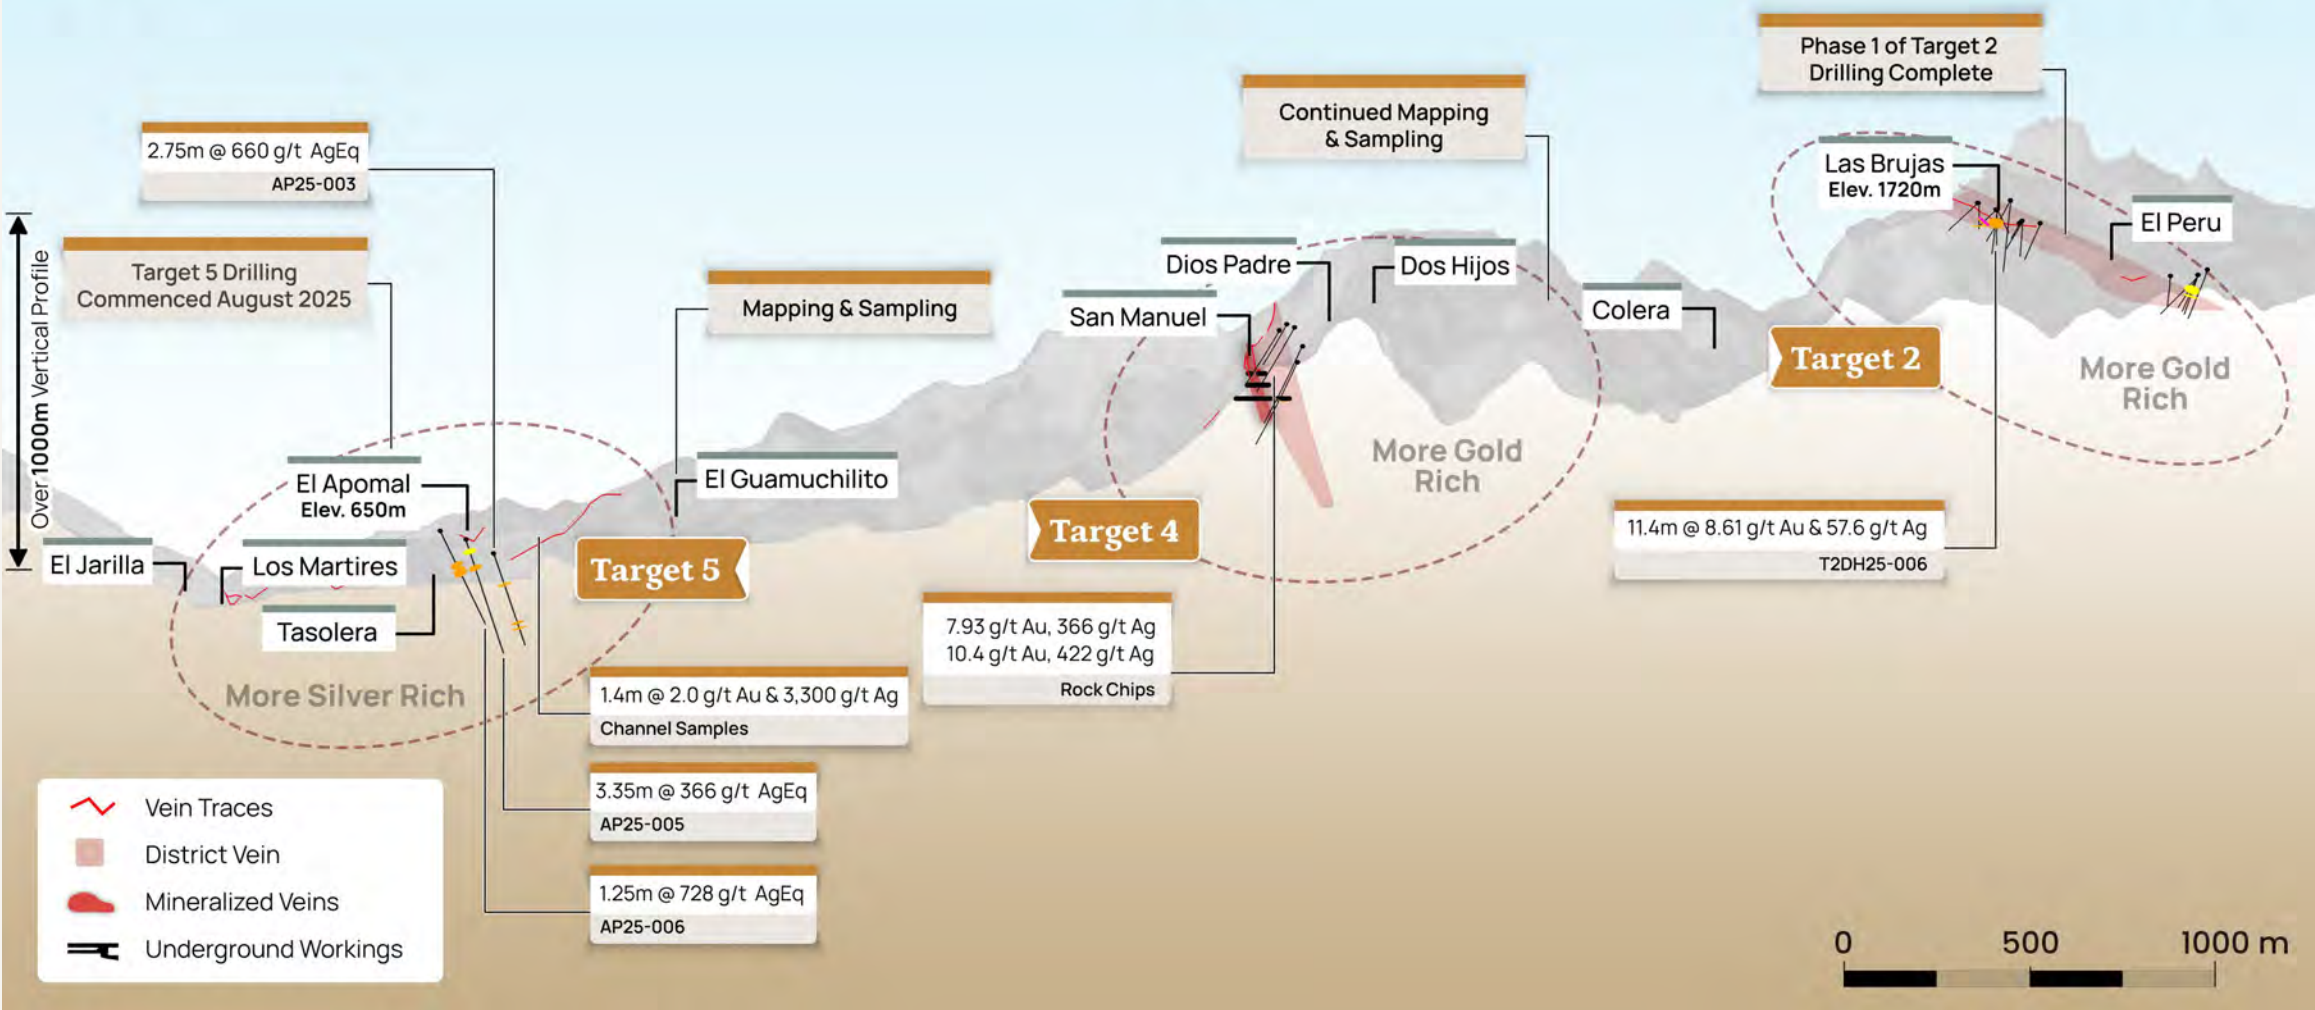 Phase 1 of Target 2
Drilling Complete
Continued Mapping
& Sampling
2.75m @ 660 g/t AgEq
AP25-003
Las Brujas
Elev. 1720m
El Peru
Over 1000m Vertical Profile
Target 5 Drilling
Commenced August 2025
Mapping & Sampling
Dios Padre
Dos Hijos
San Manuel
Colera
Target 2
More Gold
Rich
More Gold
Rich
El Apomal
Elev. 650m
El Guamuchilito
Target 4
11.4m @ 8.61 g/t Au & 57.6 g/t Ag
T2DH25-006
El Jarilla
Los Martires
Target 5
Tasolera
7.93 g/t Au, 366 g/t Ag
10.4 g/t Au, 422 g/t Ag
Rock Chips
More Silver Rich
1.4m @ 2.0 g/t Au & 3,300 g/t Ag
Channel Samples
3.35m @ 366 g/t AgEq
AP25-005
1.25m @ 728 g/t AgEq
AP25-006
Vein Traces
District Vein
Mineralized Veins
Underground Workings
0 500 1000 m